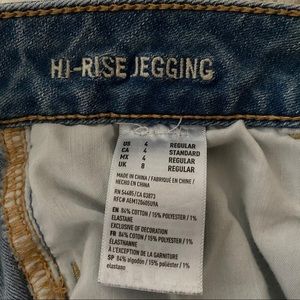 HI-RISE JEGGING
US 4 REGULAR
CA 4 STANDARD
MX 4 REGULAR
UK 8 REGULAR
MADE IN CHINA / FABRIQUÉ EN CHINE /
HECHO EN CHINA
RN 54485/CA 03873
EN 84% COTTON / 15% POLYESTER / 1%
ELASTANE
EXCLUSIVE OF DECORATION
FR 84% COTON / 15% POLYESTER / 1%
ÉLASTHANNE
À L'EXCEPTION DE LA GARNITURE
SP 84% algodón / 15% POLYESTER / 1%
elastano